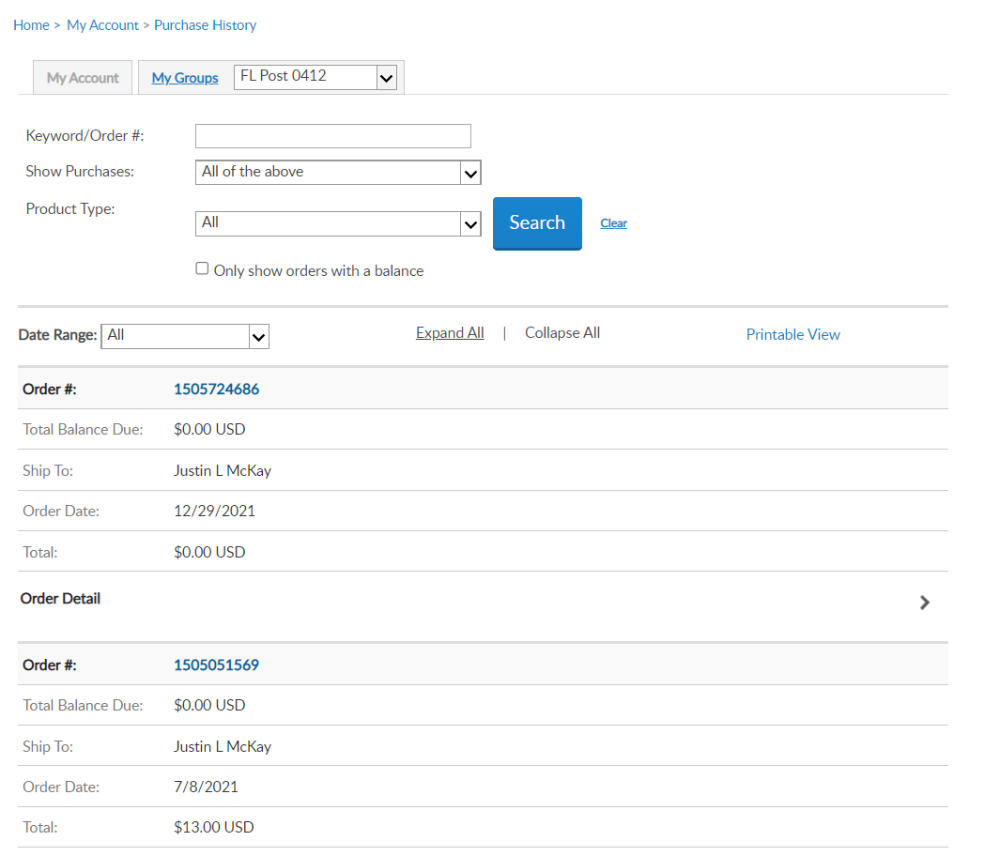 Home > My Account > Purchase History
My Account My Groups FL Post 0412
Keyword/Order #:
Show Purchases: All of the above
Product Type:
All Search Clear
Only show orders with a balance
Date Range: All Expand All | Collapse All Printable View
Order #: 1505724686
Total Balance Due: $0.00 USD
Ship To: Justin L McKay
Order Date: 12/29/2021
Total: $0.00 USD
Order Detail
Order #: 1505051569
Total Balance Due: $0.00 USD
Ship To: Justin L McKay
Order Date: 7/8/2021
Total: $13.00 USD